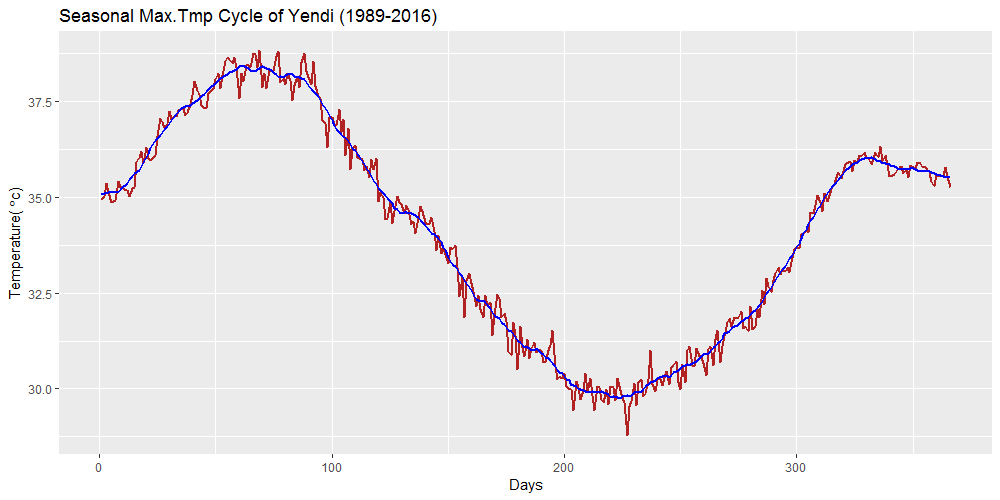 Seasonal Max.Tmp Cycle of Yendi (1989-2016)
Temperature( °c)
37.5
35.0
32.5
30.0
0 100 200 300
Days